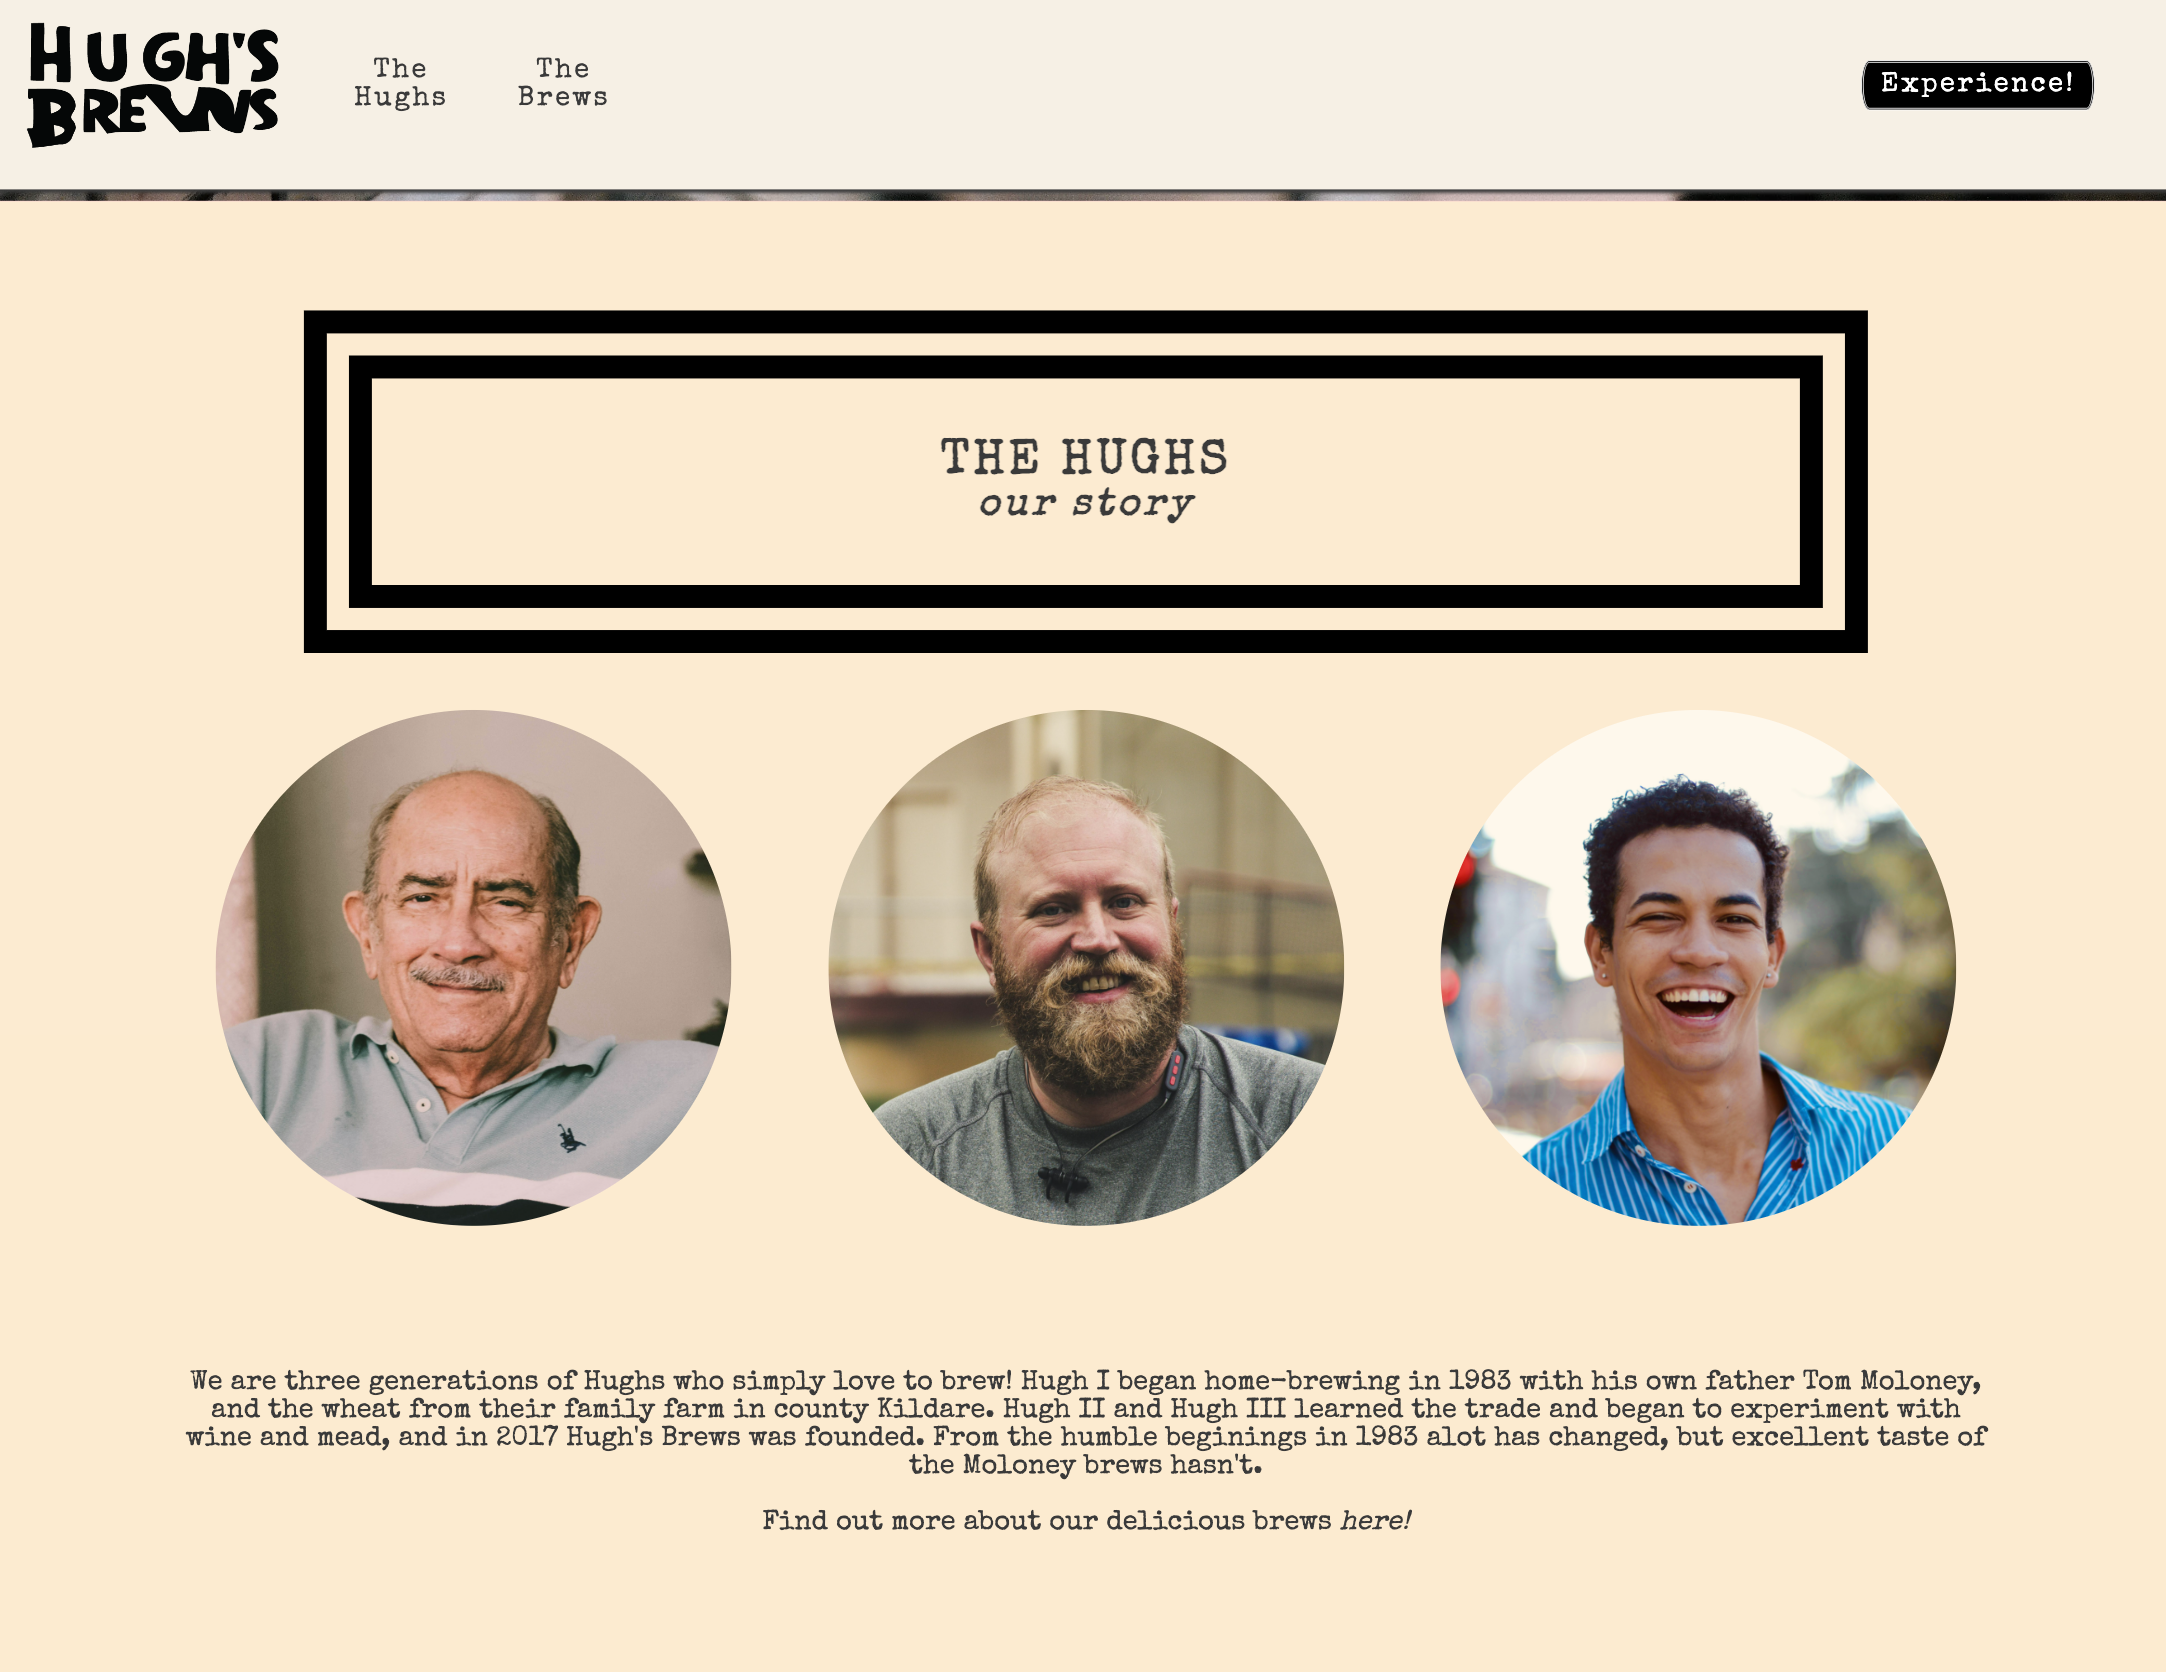 HUGH'S
BREWS
The
Hughs
The
Brews
Experience!
THE HUGHS
our story
We are three generations of Hughs who simply love to brew! Hugh I began home-brewing in 1983 with his own father Tom Moloney,
and the wheat from their family farm in county Kildare. Hugh II and Hugh III learned the trade and began to experiment with
wine and mead, and in 2017 Hugh's Brews was founded. From the humble beginings in 1983 alot has changed, but excellent taste of
the Moloney brews hasn't.
Find out more about our delicious brews here!